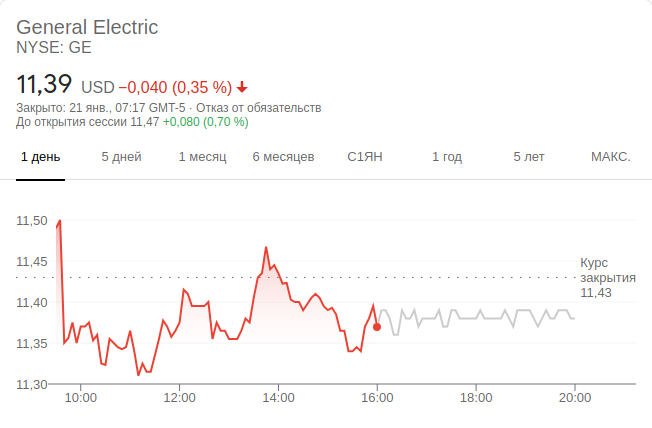 General Electric
NYSE: GE
11,39 USD −0,040 (0,35 %)
Закрыто: 21 янв., 07:17 GMT-5 · Отказ от обязательств
До открытия сессии 11,47 +0,080 (0,70 %)
1 день 5 дней 1 месяц 6 месяцев С1ЯН 1 год 5 лет МАКС.
11,50
11,45
11,40
11,35
11,30
Курс
закрытия
11,43
10:00 12:00 14:00 16:00 18:00 20:00